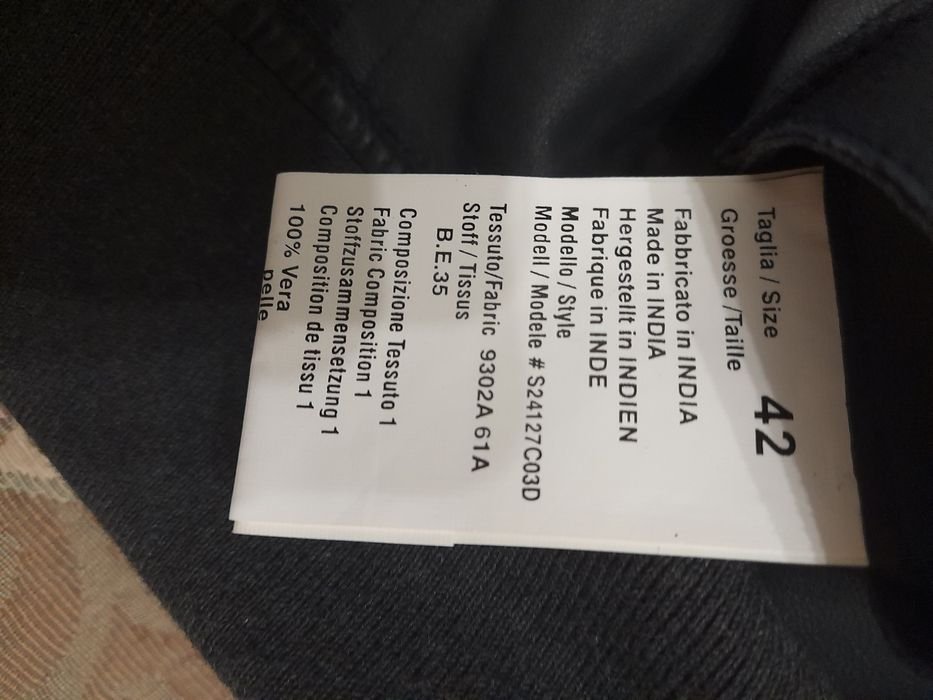 Taglia / Size 42
Groesse /Taille
Fabbricato in INDIA
Made in INDIA
Hergestellt in INDIEN
Fabrique in INDE
Modello / Style
Modell / Modele # S24127C03D
Tessuto/Fabric 9302A 61A
Stoff / Tissus
B.E.35
Composizione Tessuto 1
Fabric Composition 1
Stoffzusammensetzung 1
Composition de tissu 1
100% Vera
pelle